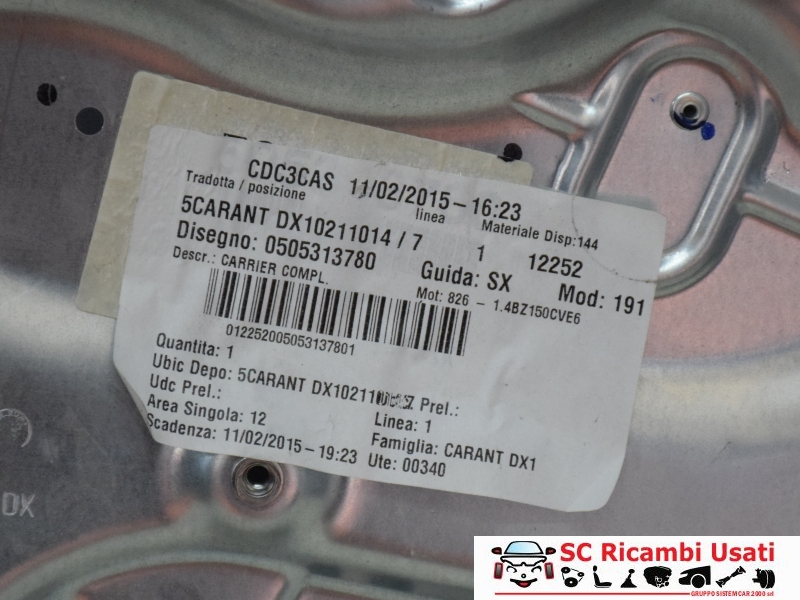 CDC3CAS 11/02/2015-16:23
Tradotta / posizione linea Materiale Disp:144
5CARANT DX10211014 / 7 1 12252
Disegno: 0505313780 Guida: SX Mod: 191
Descr.: CARRIER COMPL. Mot: 826 - 1.4BZ150CVE6
012252005053137801
Quantita: 1
Ubic Depo: 5CARANT DX10211 Prel.:
Udc Prel.: Linea: 1
Area Singola: 12 Famiglia: CARANT DX1
Scadenza: 11/02/2015-19:23 Ute: 00340
DX
SC Ricambi Usati
GRUPPO SISTEMCAR 2000 srl